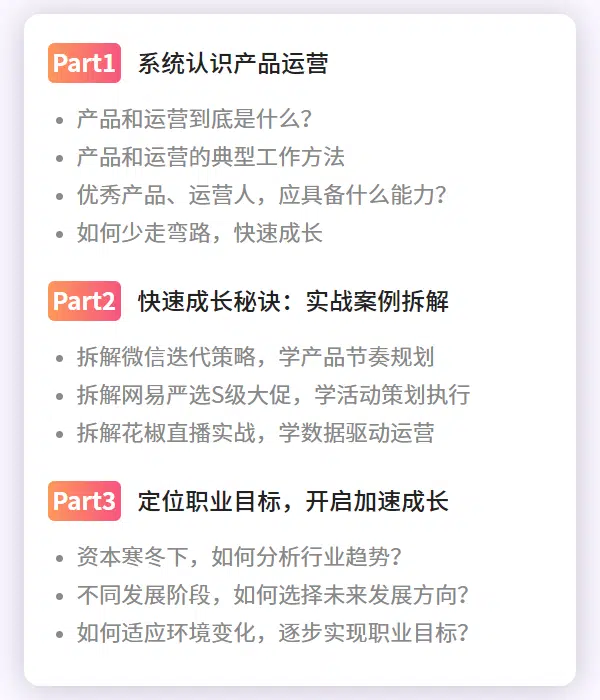 Part1 系统认识产品运营
产品和运营到底是什么？
产品和运营的典型工作方法
优秀产品、运营人，应具备什么能力？
如何少走弯路，快速成长
Part2 快速成长秘诀：实战案例拆解
拆解微信迭代策略，学产品节奏规划
拆解网易严选S级大促，学活动策划执行
拆解花椒直播实战，学数据驱动运营
Part3 定位职业目标，开启加速成长
资本寒冬下，如何分析行业趋势？
不同发展阶段，如何选择未来发展方向？
如何适应环境变化，逐步实现职业目标？